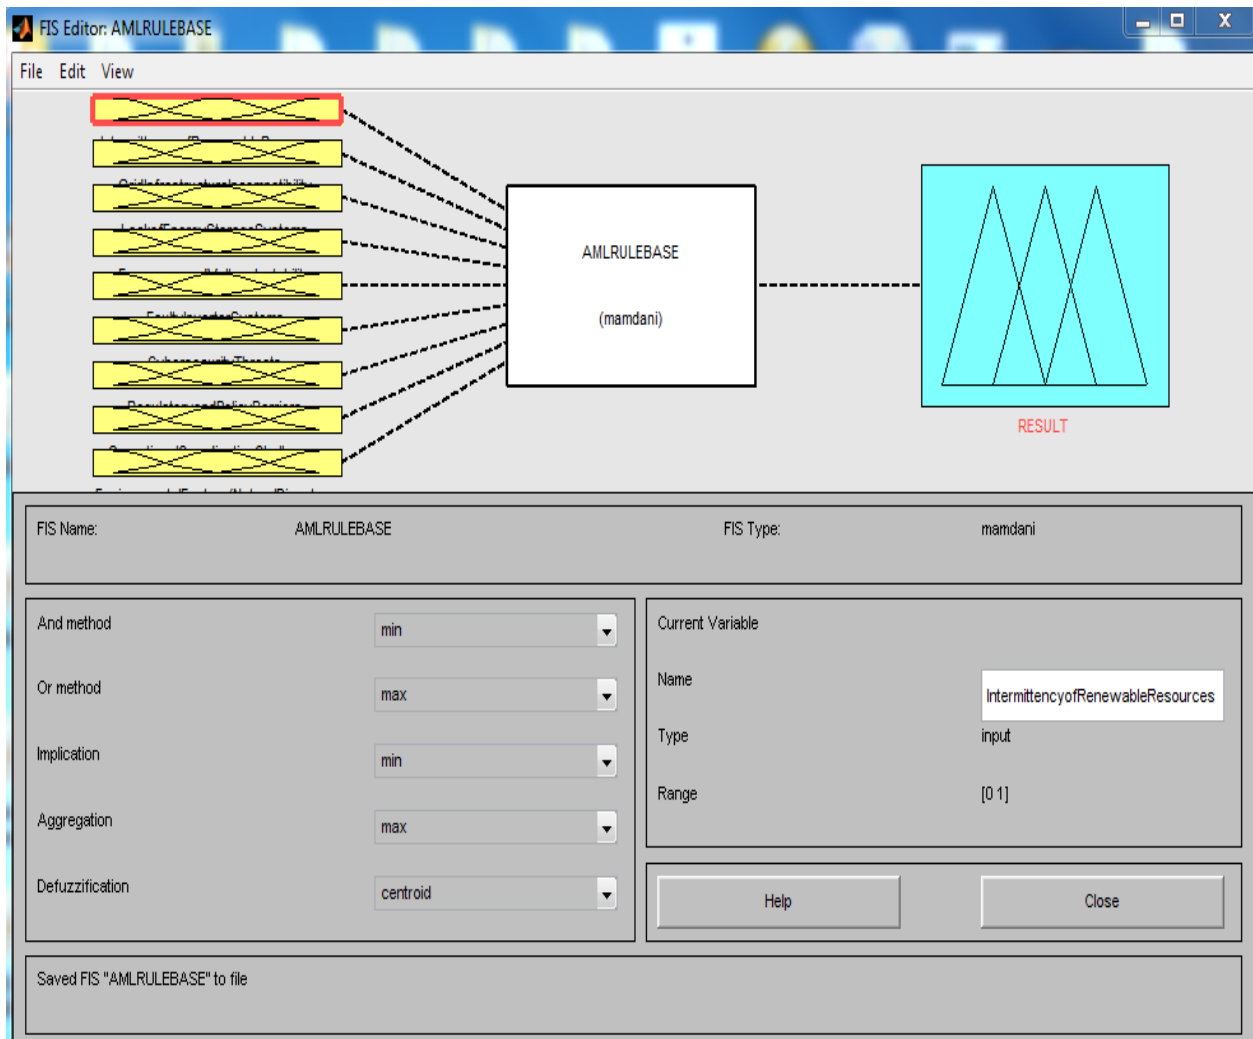 FIS Editor: AMLRULEBASE
File Edit View
AMLRULEBASE
(mamdani)
RESULT
FIS Name: AMLRULEBASE FIS Type: mamdani
And method min
Or method max
Implication min
Aggregation max
Defuzzification centroid
Current Variable
Name IntermittencyofRenewableResources
Type input
Range [0 1]
Help Close
Saved FIS "AMLRULEBASE" to file